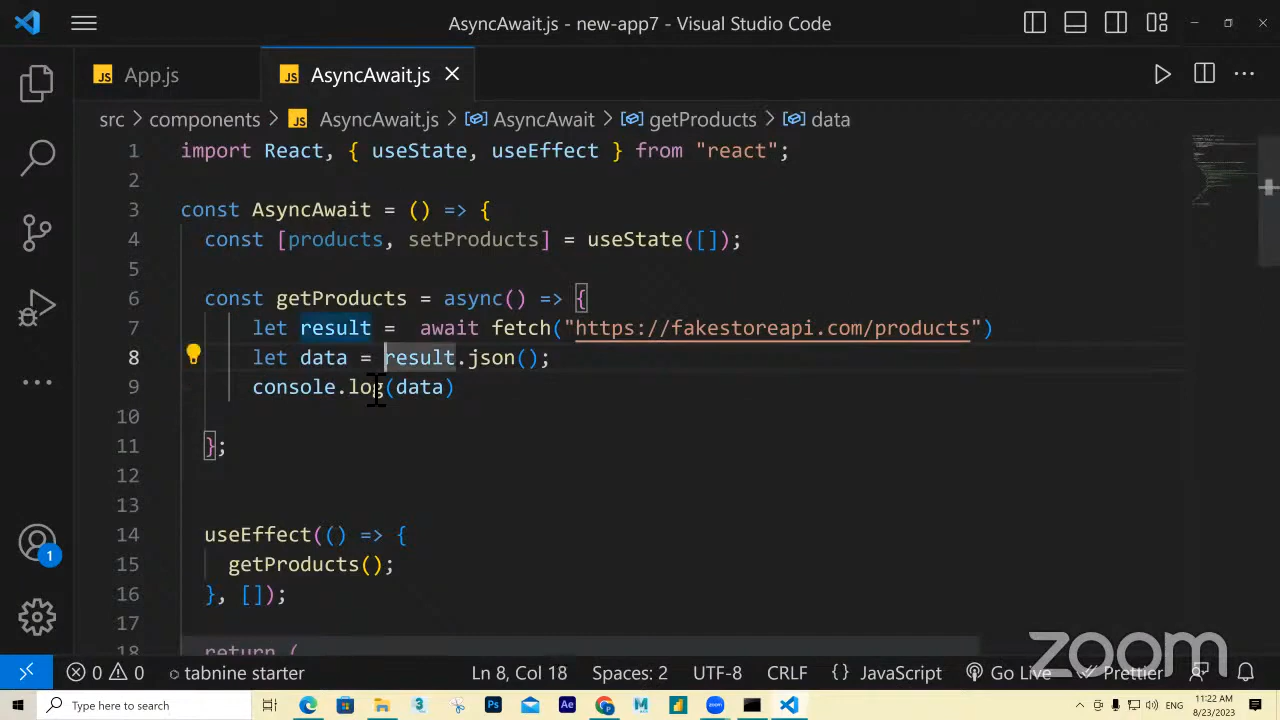 AsyncAwait.js - new-app7 - Visual Studio Code
JS App.js
JS AsyncAwait.js
src > components > JS AsyncAwait.js > AsyncAwait > getProducts > data
1 import React, { useState, useEffect } from "react";
2
3 const AsyncAwait = () => {
4 const [products, setProducts] = useState([]);
5
6 const getProducts = async() => {
7 let result =  await fetch("https://fakestoreapi.com/products")
8 let data = result.json();
9 console.log(data)
10
11 };
12
13
14 useEffect(() => {
15 getProducts();
16 }, []);
17
18 return (
1
zoom
0 0 tabnine starter Ln 8, Col 18 Spaces: 2 UTF-8 CRLF {} JavaScript Go Live Prettier
Type here to search
11:22 AM
8/23/2023